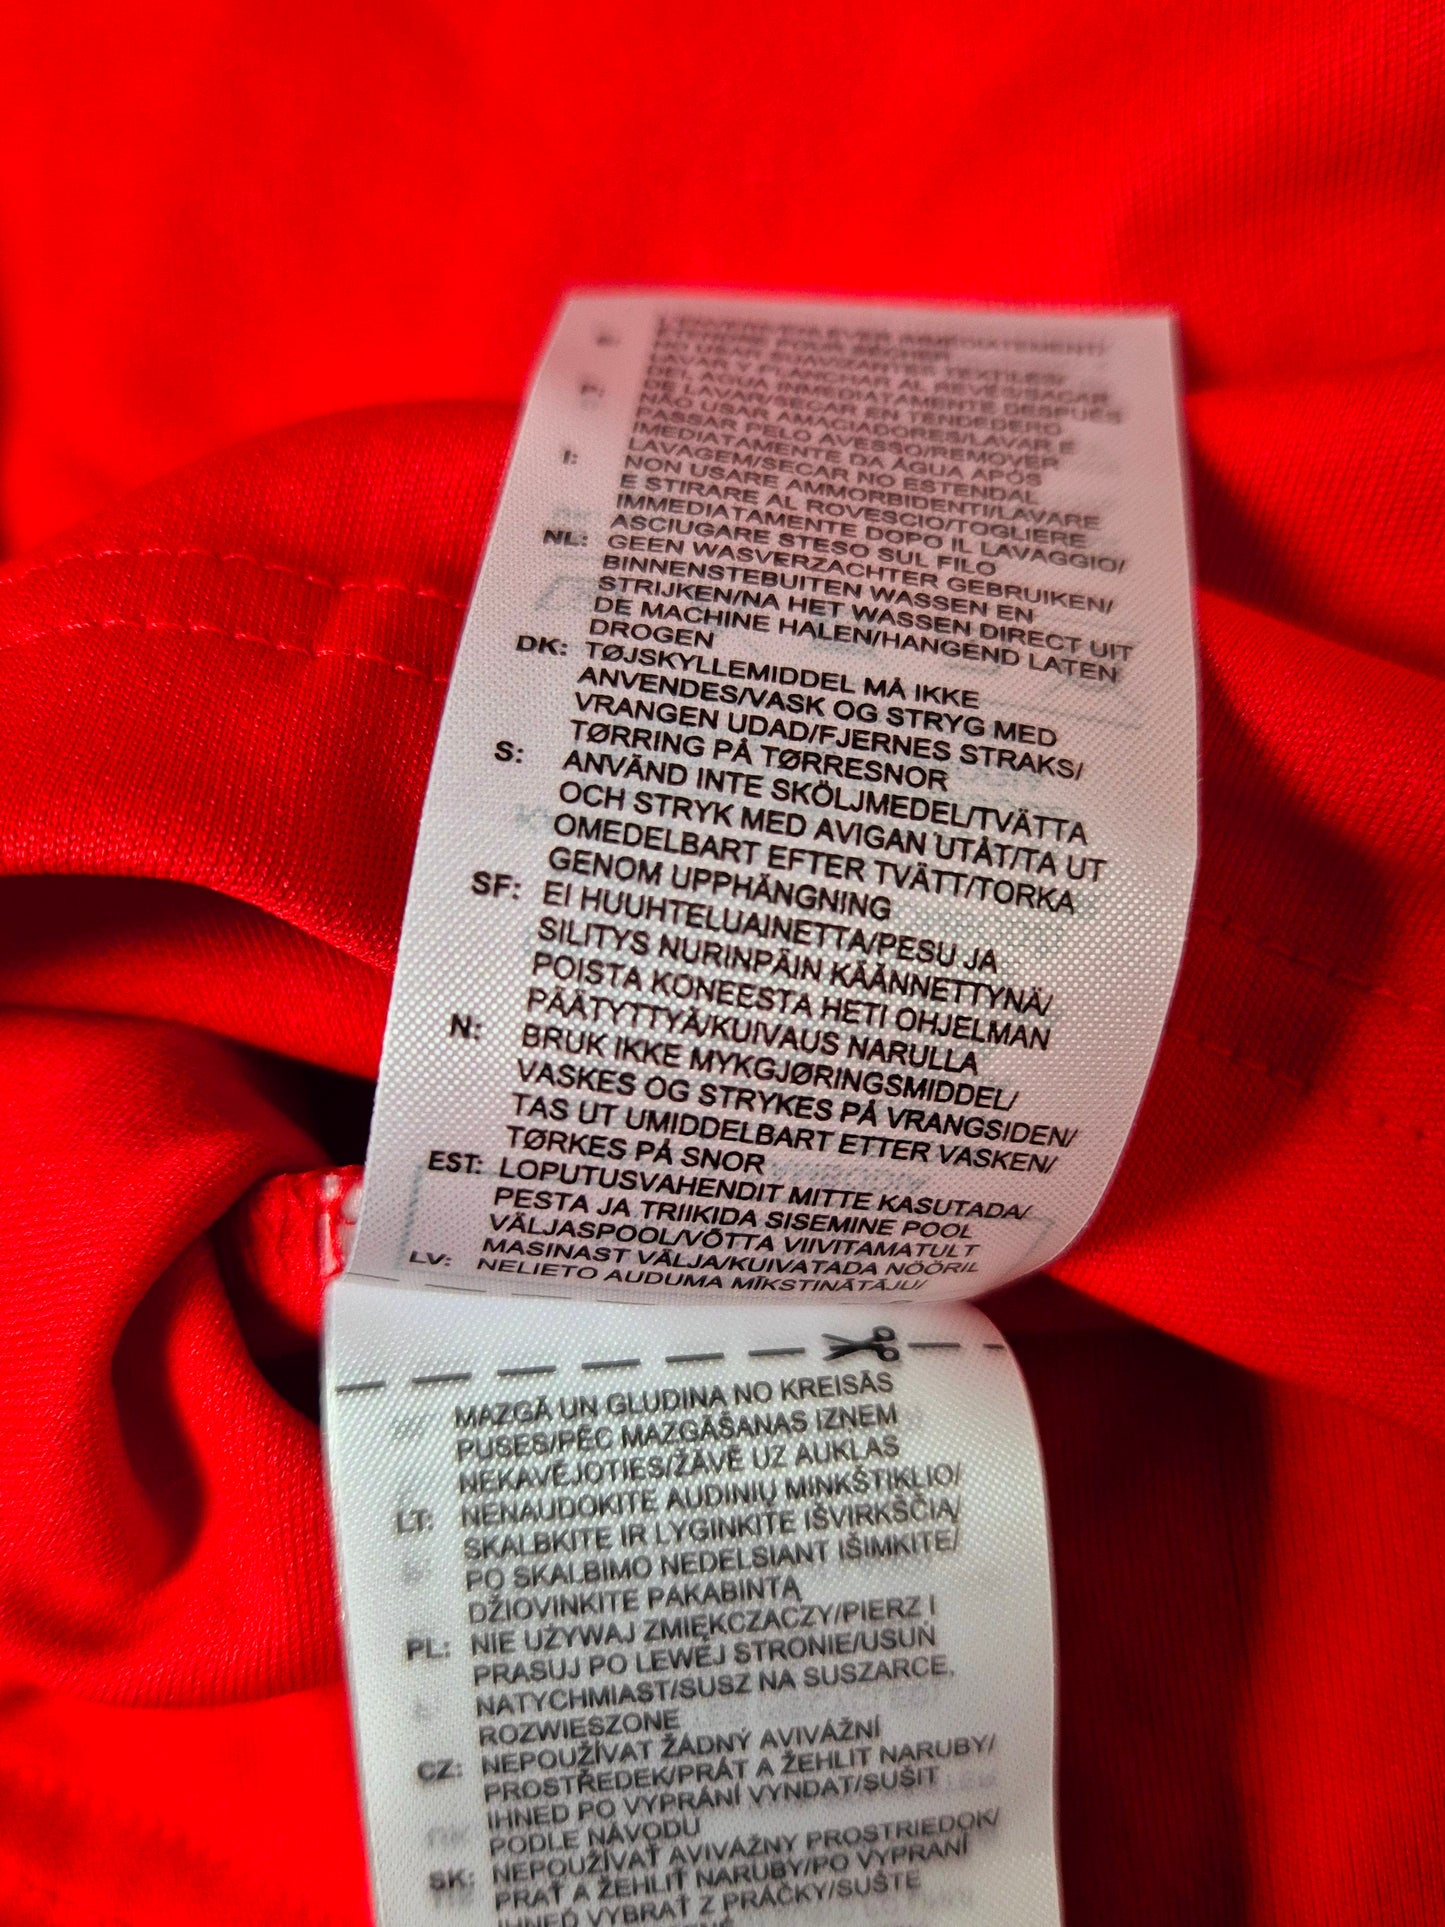 L'ENVERS/ENLEVER IMMEDIATEMENT/
LAVAR Y PLANCHAR AL REVÉS/SACAR
DEL AGUA INMEDIATAMENTE DESPUÉS
DE LAVAR/SECAR EN TENDEDERO
P: NÃO USAR AMACIADORES/LAVAR E
PASSAR PELO AVESSO/REMOVER
IMEDIATAMENTE DA ÁGUA APÓS
LAVAGEM/SECAR NO ESTENDAL
I: NON USARE AMMORBIDENTI/LAVARE
E STIRARE AL ROVESCIO/TOGLIERE
IMMEDIATAMENTE DOPO IL LAVAGGIO/
ASCIUGARE STESO SUL FILO
NL: GEEN WASVERZACHTER GEBRUIKEN/
BINNENSTEBUITEN WASSEN EN
STRIJKEN/NA HET WASSEN DIRECT UIT
DE MACHINE HALEN/HANGEND LATEN
DROGEN
DK: TØJSKYLLEMIDDEL MÅ IKKE
ANVENDES/VASK OG STRYG MED
VRANGEN UDAD/FJERNES STRAKS/
TØRRING PÅ TØRRESNOR
S: ANVÄND INTE SKÖLJMEDEL/TVÄTTA
OCH STRYK MED AVIGAN UTÅT/TA UT
OMEDELBART EFTER TVÄTT/TORKA
GENOM UPPHÄNGNING
SF: EI HUUHTELUAINETTA/PESU JA
SILITYS NURINPÄIN KÄÄNNETTYNÄ/
POISTA KONEESTA HETI OHJELMAN
PÄÄTYTTYÄ/KUIVAUS NARULLA
N: BRUK IKKE MYKGJØRINGSMIDDEL/
VASKES OG STRYKES PÅ VRANGSIDEN/
TAS UT UMIDDELBART ETTER VASKEN/
TØRKES PÅ SNOR
EST: LOPUTUSVAHENDIT MITTE KASUTADA/
PESTA JA TRIIKIDA SISEMINE POOL
VÄLJASPOOL/VÕTTA VIIVITAMATULT
MASINAST VÄLJA/KUIVATADA NÖÖRIL
LV: NELIETO AUDUMA MĪKSTINĀTĀJU/
MAZGĀ UN GLUDINA NO KREISĀS
PUSES/PĒC MAZGĀŠANAS IZNEM
NEKAVĒJOTIES/ŽĀVĒ UZ AUKLAS
LT: NENAUDOKITE AUDINIŲ MINKŠTIKLIO/
SKALBKITE IR LYGINKITE IŠVIRKŠČIĄ/
PO SKALBIMO NEDELSIANT IŠIMKITE/
DŽIOVINKITE PAKABINTĄ
PL: NIE UŻYWAJ ZMIĘKCZACZY/PIERZ I
PRASUJ PO LEWEJ STRONIE/USUŃ
NATYCHMIAST/SUSZ NA SUSZARCE,
ROZWIESZONE
CZ: NEPOUŽÍVAT ŽÁDNÝ AVIVÁŽNÍ
PROSTŘEDEK/PRÁT A ŽEHLIT NARUBY/
IHNED PO VYPRÁNÍ VYNDAT/SUŠIT
PODLE NÁVODU
SK: NEPOUŽÍVAŤ AVIVÁŽNY PROSTRIEDOK/
PRAŤ A ŽEHLIŤ NARUBY/PO VYPRANÍ
IHNEĎ VYBRAŤ Z PRÁČKY/SUŠTE